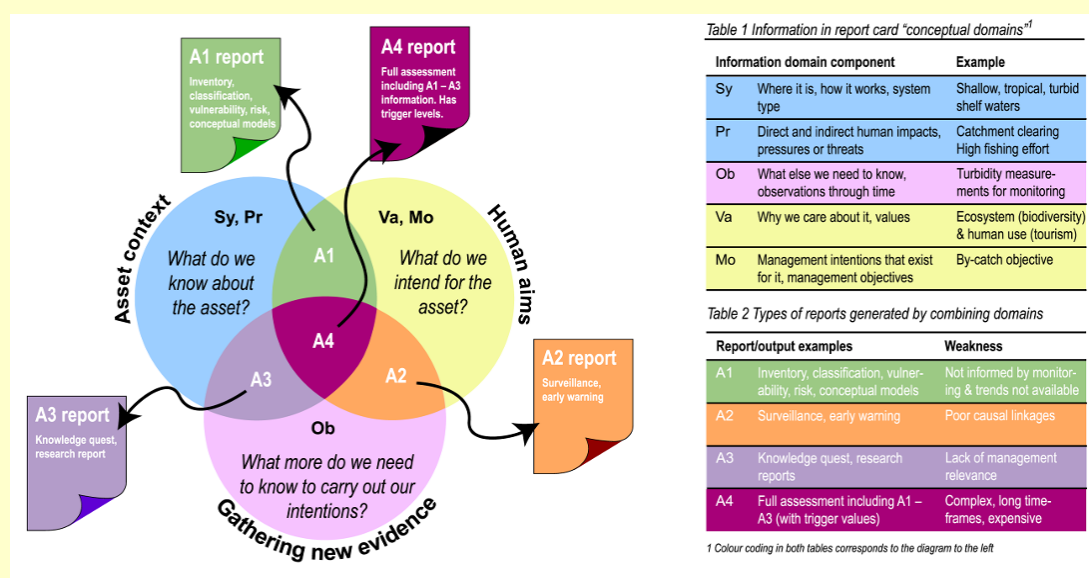 A1 report
Inventory,
classification,
vulnerability, risk,
conceptual models
A4 report
Full assessment
including A1 – A3
information. Has
trigger levels.
Asset context
Sy, Pr
What do we
know about
the asset?
A1
Va, Mo
What do we
intend for the
asset?
Human aims
A4
A3
A2
Ob
What more do we need
to know to carry out our
intentions?
Gathering new evidence
A2 report
Surveillance,
early warning
A3 report
Knowledge quest,
research report
Table 1 Information in report card “conceptual domains”1
Information domain component Example
Sy Where it is, how it works, system Shallow, tropical, turbid
type shelf waters
Pr Direct and indirect human impacts, Catchment clearing
pressures or threats High fishing effort
Ob What else we need to know, Turbidity measure-
observations through time ments for monitoring
Va Why we care about it, values Ecosystem (biodiversity)
& human use (tourism)
Mo Management intentions that exist By-catch objective
for it, management objectives
Table 2 Types of reports generated by combining domains
Report/output examples Weakness
A1 Inventory, classification, vulner- Not informed by monitor-
ability, risk, conceptual models ing & trends not available
A2 Surveillance, early warning Poor causal linkages
A3 Knowledge quest, research Lack of management
reports relevance
A4 Full assessment including A1 – Complex, long time-
A3 (with trigger values) frames, expensive
1 Colour coding in both tables corresponds to the diagram to the left